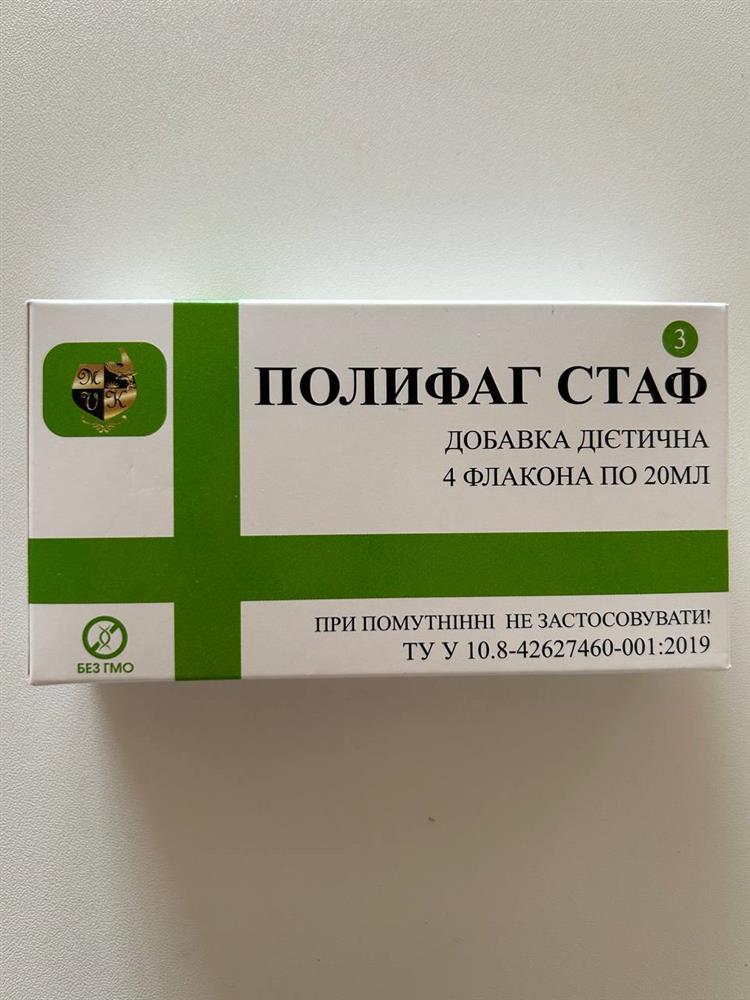 3
ПОЛИФАГ СТАФ
ДОБАВКА ДІЄТИЧНА
4 ФЛАКОНА ПО 20МЛ
Ж
V K
БЕЗ ГМО
ПРИ ПОМУТНІННІ НЕ ЗАСТОСОВУВАТИ!
ТУ У 10.8-42627460-001:2019